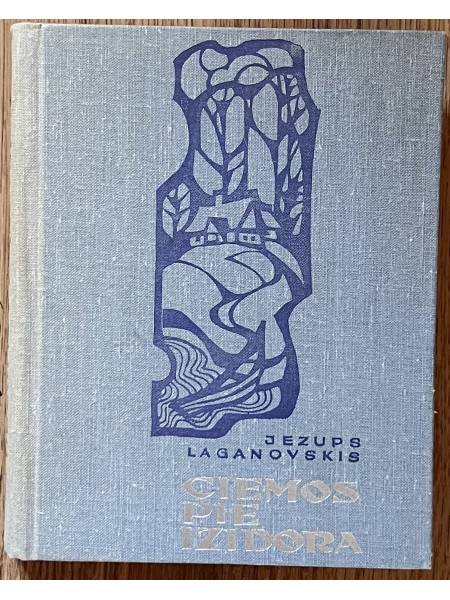 JEZUPS
LAGANOVSKIS
CIEMOS
PIE
IZIDORA